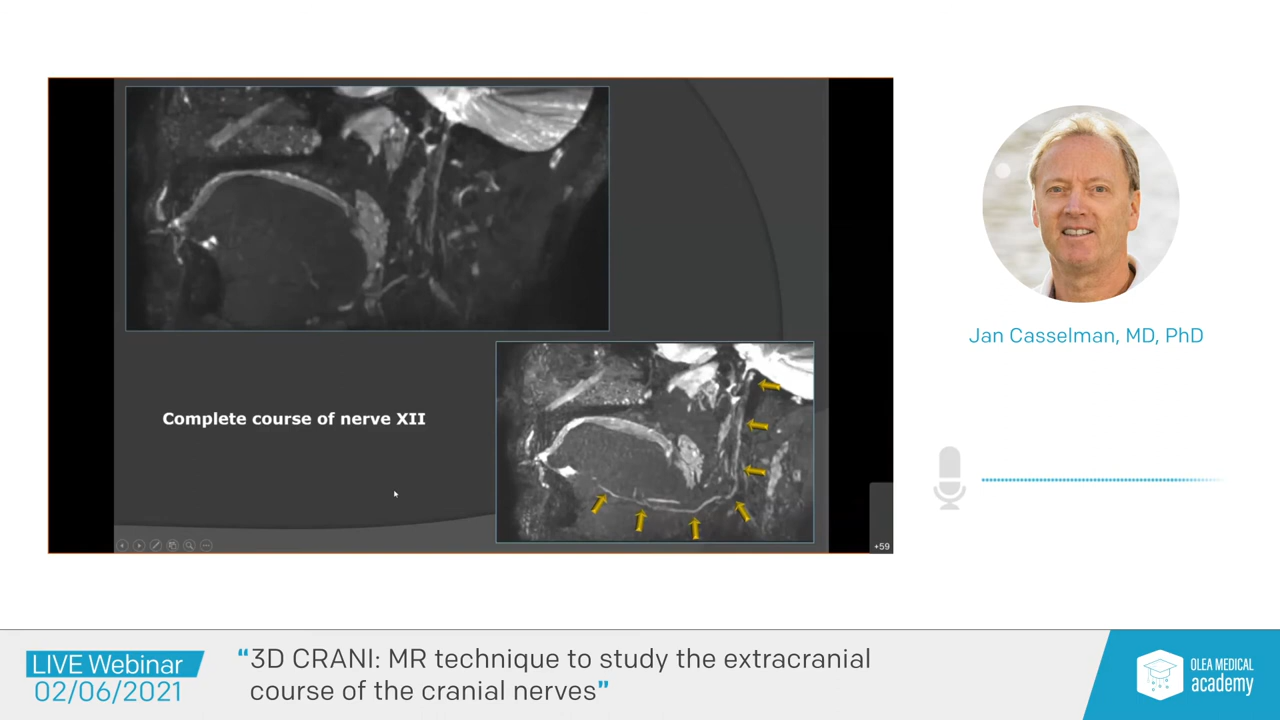 Complete course of nerve XII
+59
Jan Casselman, MD, PhD
LIVE Webinar
02/06/2021
“3D CRANI: MR technique to study the extracranial
course of the cranial nerves”
OLEA MEDICAL
academy